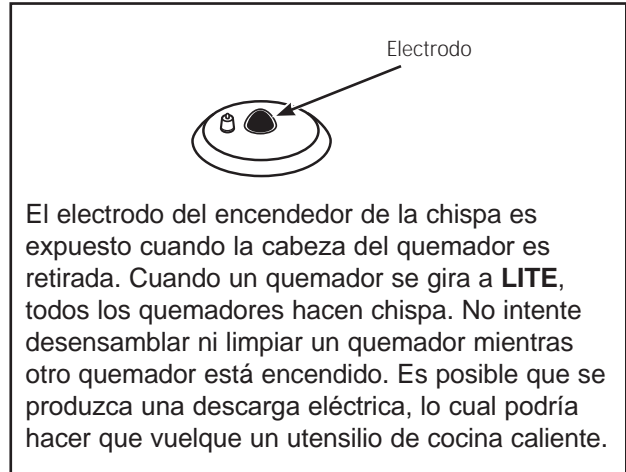 Electrodo
El electrodo del encendedor de la chispa es
expuesto cuando la cabeza del quemador es
retirada. Cuando un quemador se gira a LITE,
todos los quemadores hacen chispa. No intente
desensamblar ni limpiar un quemador mientras
otro quemador está encendido. Es posible que se
produzca una descarga eléctrica, lo cual podría
hacer que vuelque un utensilio de cocina caliente.